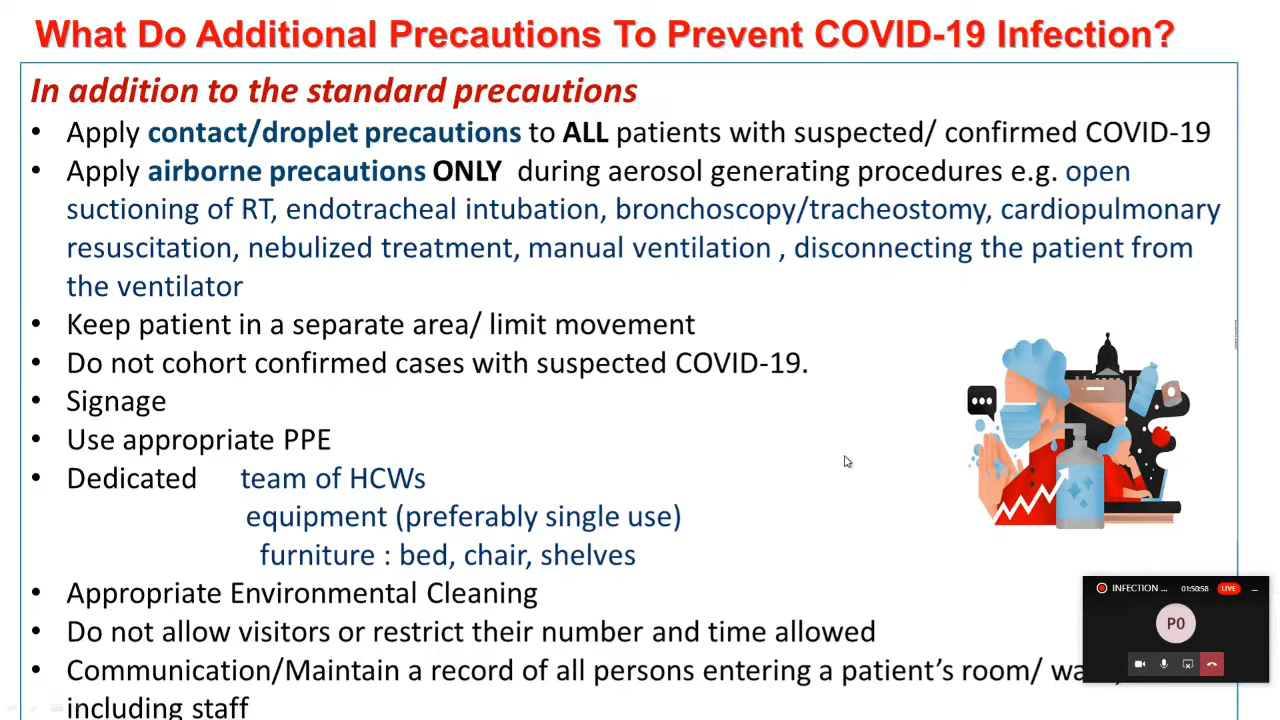 What Do Additional Precautions To Prevent COVID-19 Infection?
In addition to the standard precautions
• Apply contact/droplet precautions to ALL patients with suspected/ confirmed COVID-19
• Apply airborne precautions ONLY during aerosol generating procedures e.g. open
suctioning of RT, endotracheal intubation, bronchoscopy/tracheostomy, cardiopulmonary
resuscitation, nebulized treatment, manual ventilation , disconnecting the patient from
the ventilator
• Keep patient in a separate area/ limit movement
• Do not cohort confirmed cases with suspected COVID-19.
• Signage
• Use appropriate PPE
• Dedicated team of HCWs
equipment (preferably single use)
furniture : bed, chair, shelves
• Appropriate Environmental Cleaning
• Do not allow visitors or restrict their number and time allowed
• Communication/Maintain a record of all persons entering a patient's room/
including staff
INFECTION ... 01:50:58 LIVE
P0